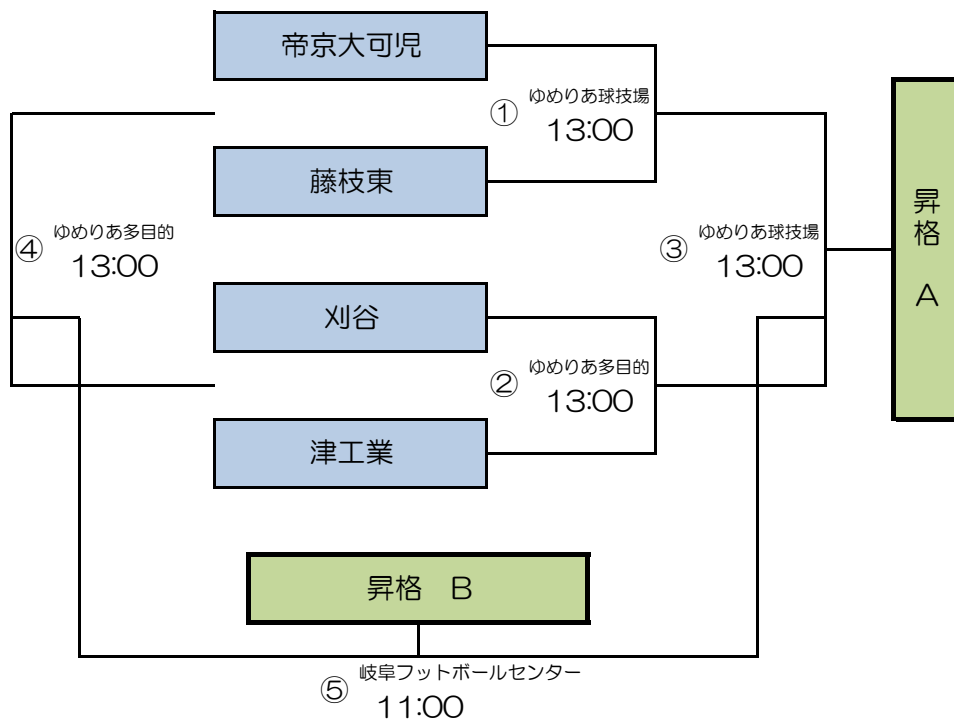 帝京大可児
① ゆめりあ球技場
13:00
藤枝東
④ ゆめりあ多目的
13:00
③ ゆめりあ球技場
13:00
昇格 A
刈谷
② ゆめりあ多目的
13:00
津工業
昇格 B
⑤ 岐阜フットボールセンター
11:00